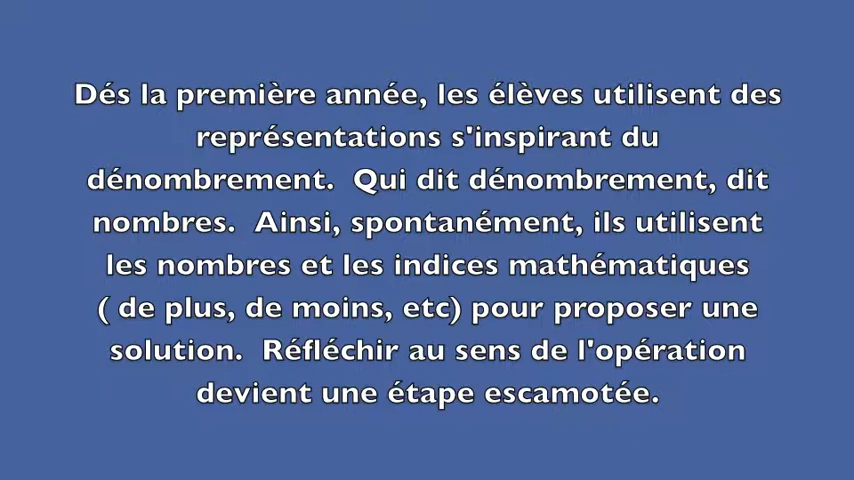 Dés la première année, les élèves utilisent des
représentations s'inspirant du
dénombrement.  Qui dit dénombrement, dit
nombres.  Ainsi, spontanément, ils utilisent
les nombres et les indices mathématiques
( de plus, de moins, etc) pour proposer une
solution.  Réfléchir au sens de l'opération
devient une étape escamotée.